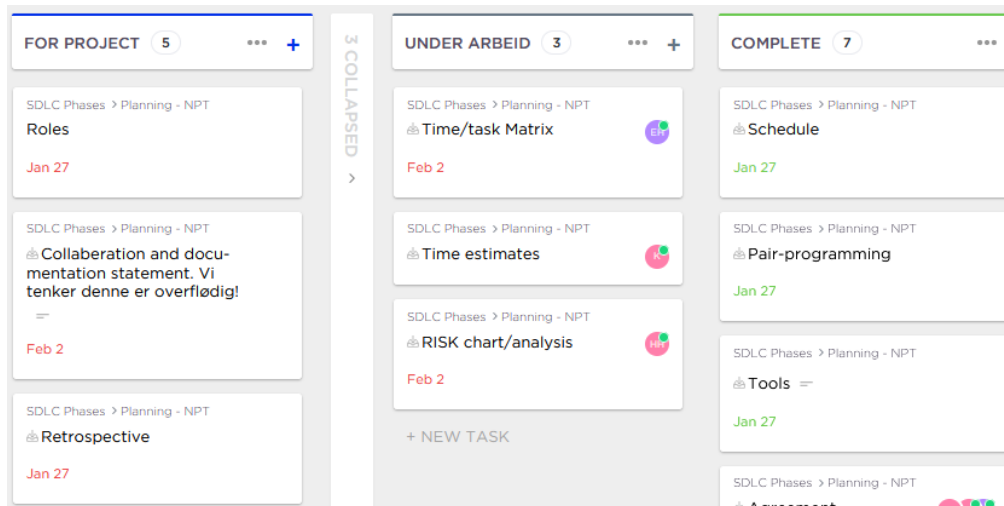 FOR PROJECT 5
SDLC Phases > Planning - NPT
Roles
Jan 27
SDLC Phases > Planning - NPT
Collaberation and docu-
mentation statement. Vi
tenker denne er overflødig!
Feb 2
SDLC Phases > Planning - NPT
Retrospective
Jan 27
3 COLLAPSED
UNDER ARBEID 3
SDLC Phases > Planning - NPT
Time/task Matrix
EH
Feb 2
SDLC Phases > Planning - NPT
Time estimates
K
SDLC Phases > Planning - NPT
RISK chart/analysis
HH
Feb 2
+ NEW TASK
COMPLETE 7
SDLC Phases > Planning - NPT
Schedule
Jan 27
SDLC Phases > Planning - NPT
Pair-programming
Jan 27
SDLC Phases > Planning - NPT
Tools
Jan 27
SDLC Phases > Planning - NPT
Agreement